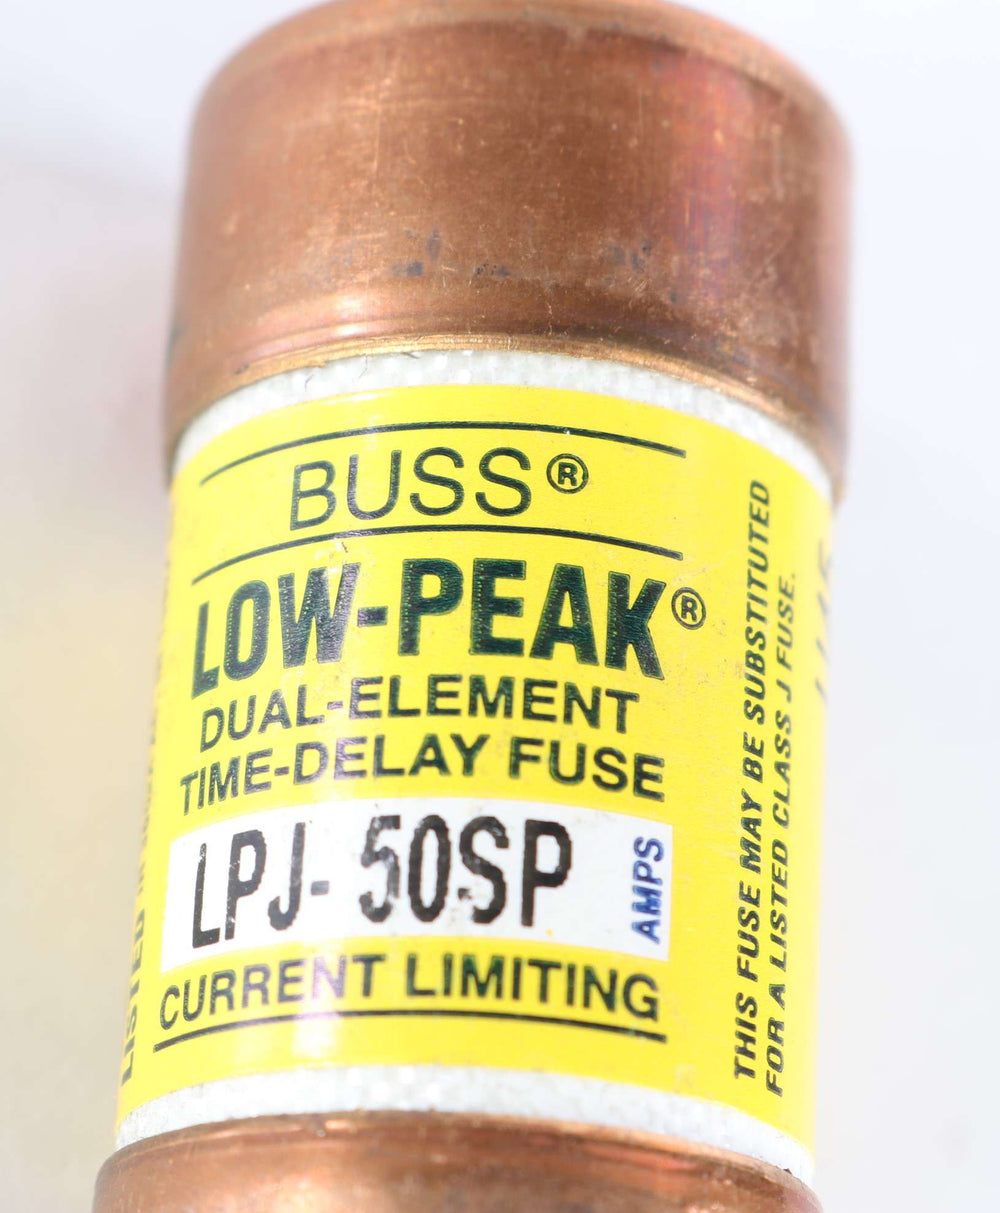 BUSS®
LOW-PEAK®
DUAL-ELEMENT
TIME-DELAY FUSE
LPJ-50SP
AMPS
CURRENT LIMITING
THIS FUSE MAY BE SUBSTITUTED
FOR A LISTED CLASS J FUSE.
LISTED